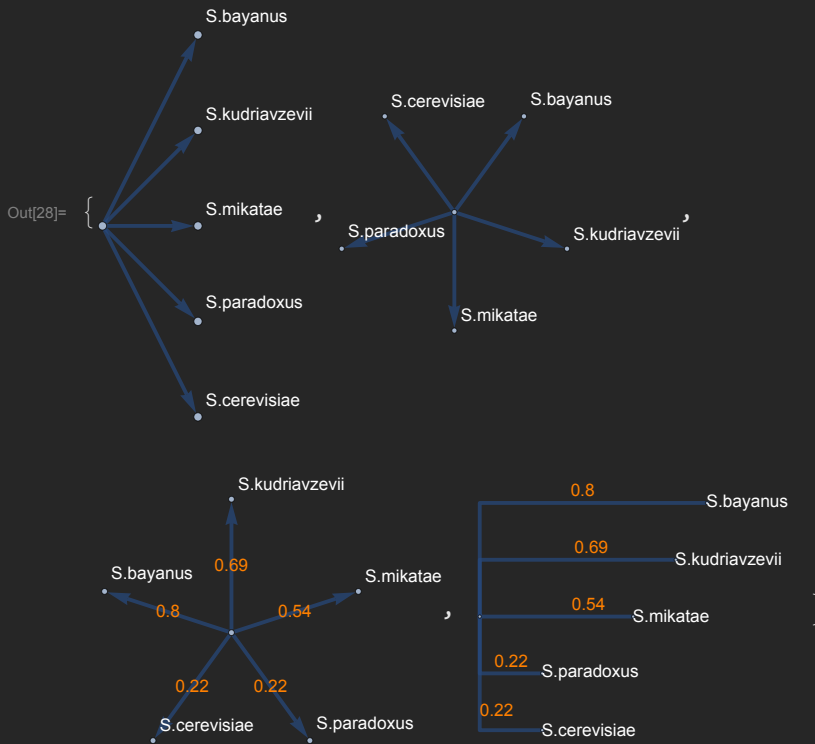 S.bayanus
S.kudriavzevii
S.cerevisiae
S.bayanus
Out[28]= {
S.mikatae
,
,
S.paradoxus
S.kudriavzevii
S.paradoxus
S.mikatae
S.cerevisiae
S.kudriavzevii
0.69
S.bayanus
S.mikatae
0.8
0.54
,
0.22
0.22
S.cerevisiae
S.paradoxus
0.8
S.bayanus
0.69
S.kudriavzevii
0.54
S.mikatae
0.22
S.paradoxus
0.22
S.cerevisiae